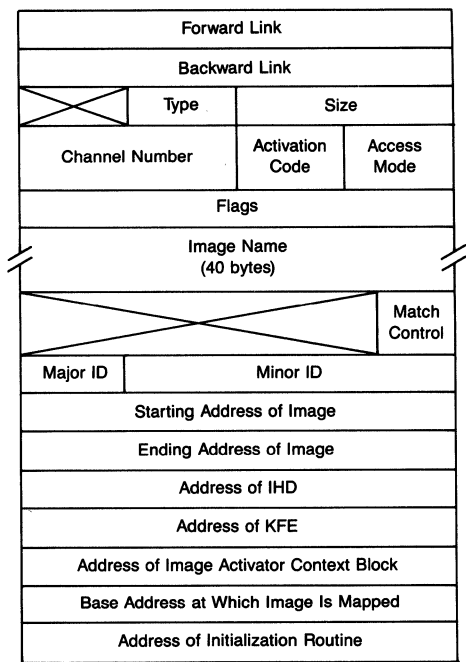 Forward Link
Backward Link
Type Size
Channel Number Activation Code Access Mode
Flags
Image Name
(40 bytes)
Match
Control
Major ID Minor ID
Starting Address of Image
Ending Address of Image
Address of IHD
Address of KFE
Address of Image Activator Context Block
Base Address at Which Image Is Mapped
Address of Initialization Routine